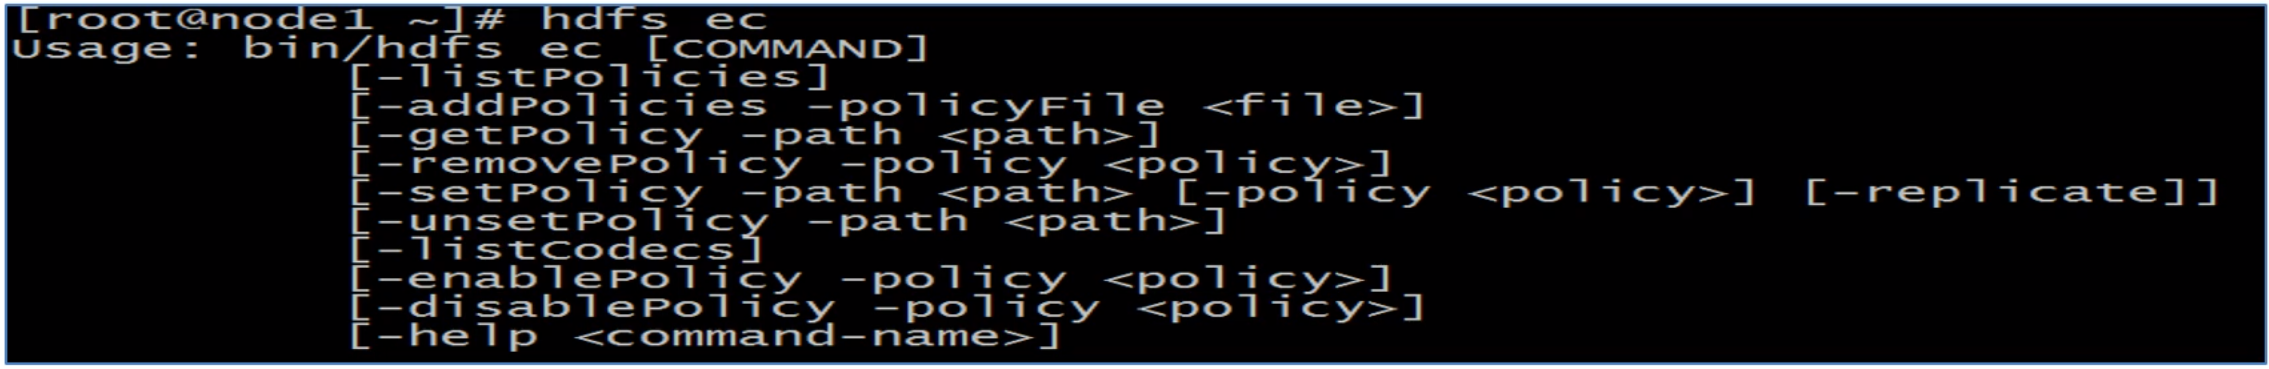 [root@node1 ~]# hdfs ec
Usage: bin/hdfs ec [COMMAND]
[-listPolicies]
[-addPolicies -policyFile <file>]
[-getPolicy -path <path>]
[-removePolicy -policy <policy>]
[-setPolicy -path <path> [-policy <policy>] [-replicate]]
[-unsetPolicy -path <path>]
[-listCodecs]
[-enablePolicy -policy <policy>]
[-disablePolicy -policy <policy>]
[-help <command-name>]